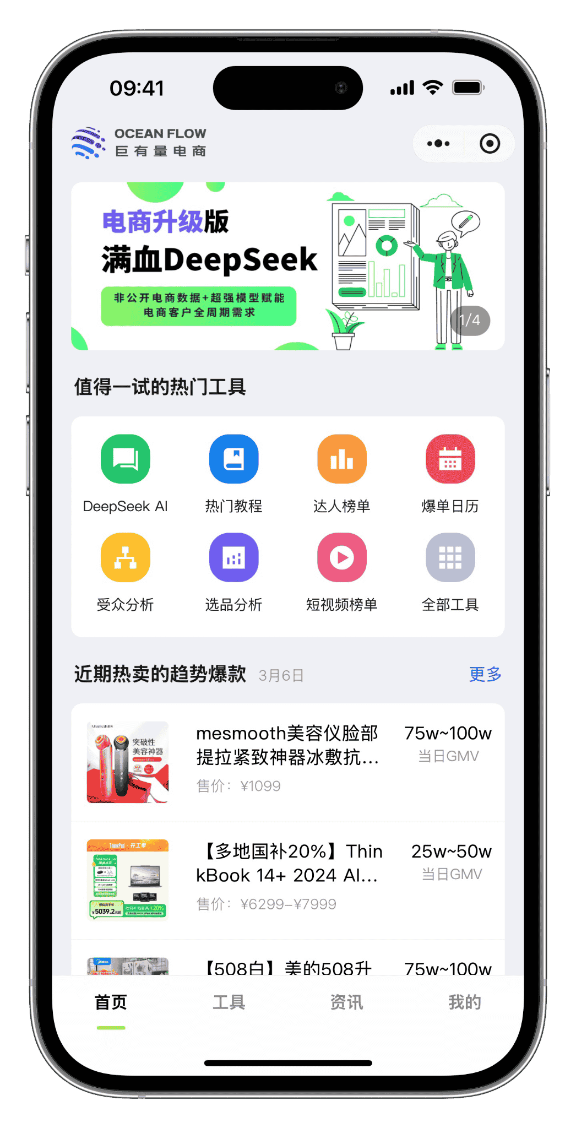 09:41
OCEAN FLOW
巨有量电商
电商升级版
满血DeepSeek
非公开电商数据+超强模型赋能
电商客户全周期需求
1/4
值得一试的热门工具
DeepSeek AI
热门教程
达人榜单
爆单日历
受众分析
选品分析
短视频榜单
全部工具
近期热卖的趋势爆款 3月6日 更多
突破性
美容神器
mesmooth美容仪脸部
提拉紧致神器冰敷抗...
售价：¥1099
75w~100w
当日GMV
5039.2
【多地国补20%】Thin
kBook 14+ 2024 AI...
售价：¥6299-¥7999
25w~50w
当日GMV
【508白】美的508升
75w~100w
首页
工具
资讯
我的